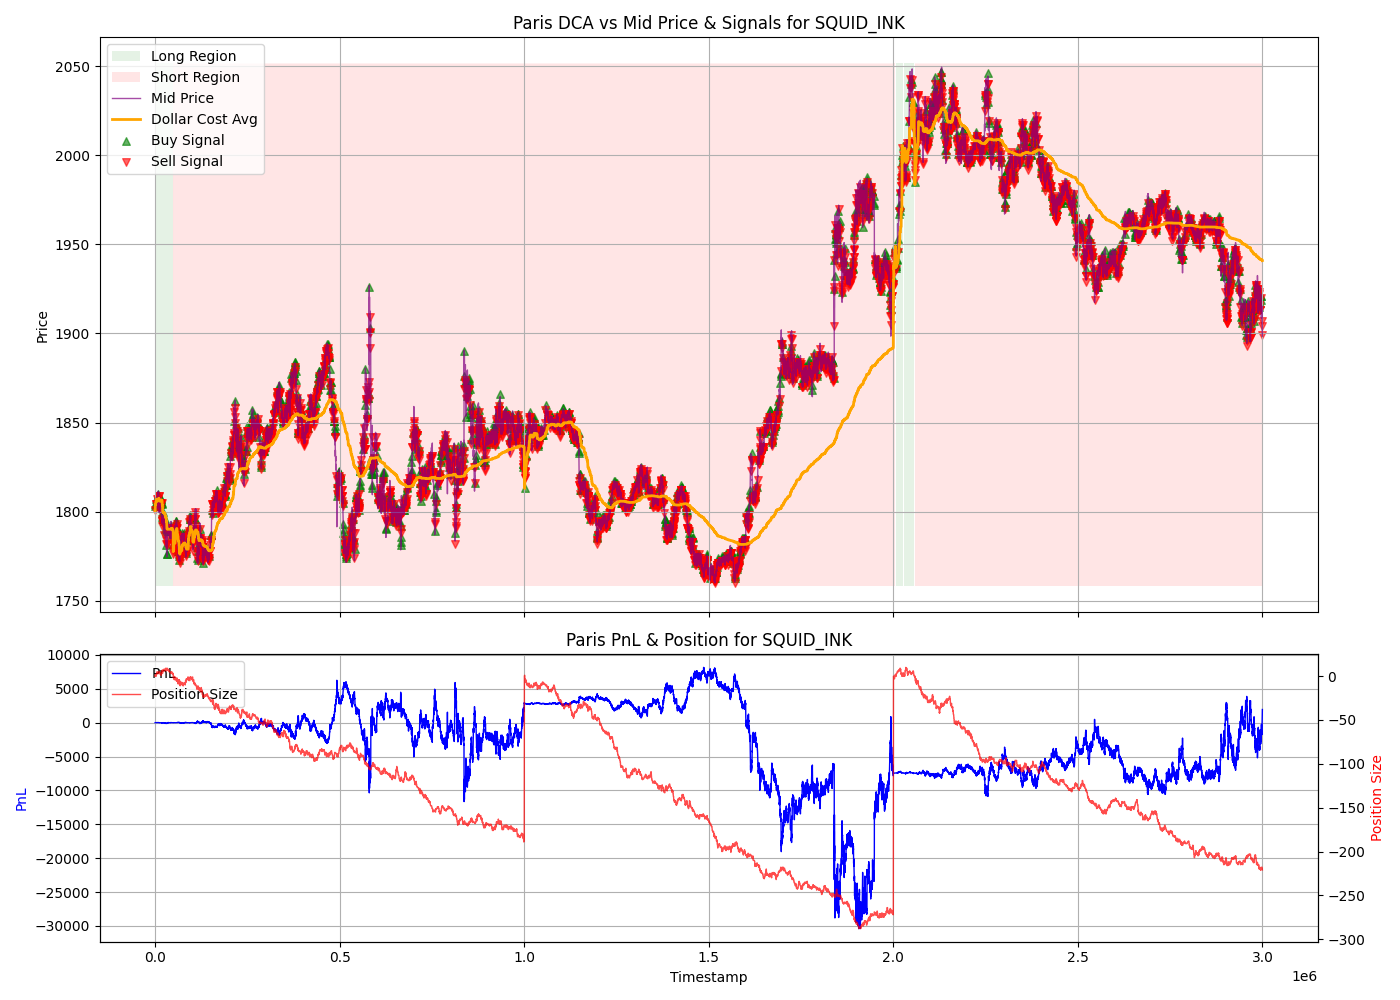 Paris DCA vs Mid Price & Signals for SQUID_INK
Long Region
Short Region
Mid Price
Dollar Cost Avg
Buy Signal
Sell Signal
2050
2000
1950
1900
1850
1800
1750
Price
Paris PnL & Position for SQUID_INK
PnL
Position Size
10000
5000
0
−5000
−10000
−15000
−20000
−25000
−30000
PnL
0
−50
−100
−150
−200
−250
−300
Position Size
0.0
0.5
1.0
1.5
2.0
2.5
3.0
1e6
Timestamp